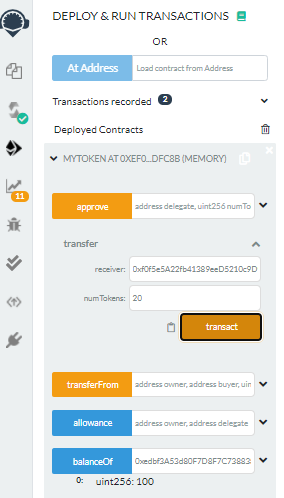 DEPLOY & RUN TRANSACTIONS
OR
At Address Load contract from Address
Transactions recorded 2
Deployed Contracts
MYTOKEN AT 0XEF0...DFC8B (MEMORY)
11
approve address delegate, uint256 numTo
transfer
receiver: 0xf0f5e5A22fb41389eeD5210c9D
numTokens: 20
transact
transferFrom address owner, address buyer, uin
allowance address owner, address delegate
balanceOf 0xedbf3A53d80F7D8F7C73883
0: uint256: 100